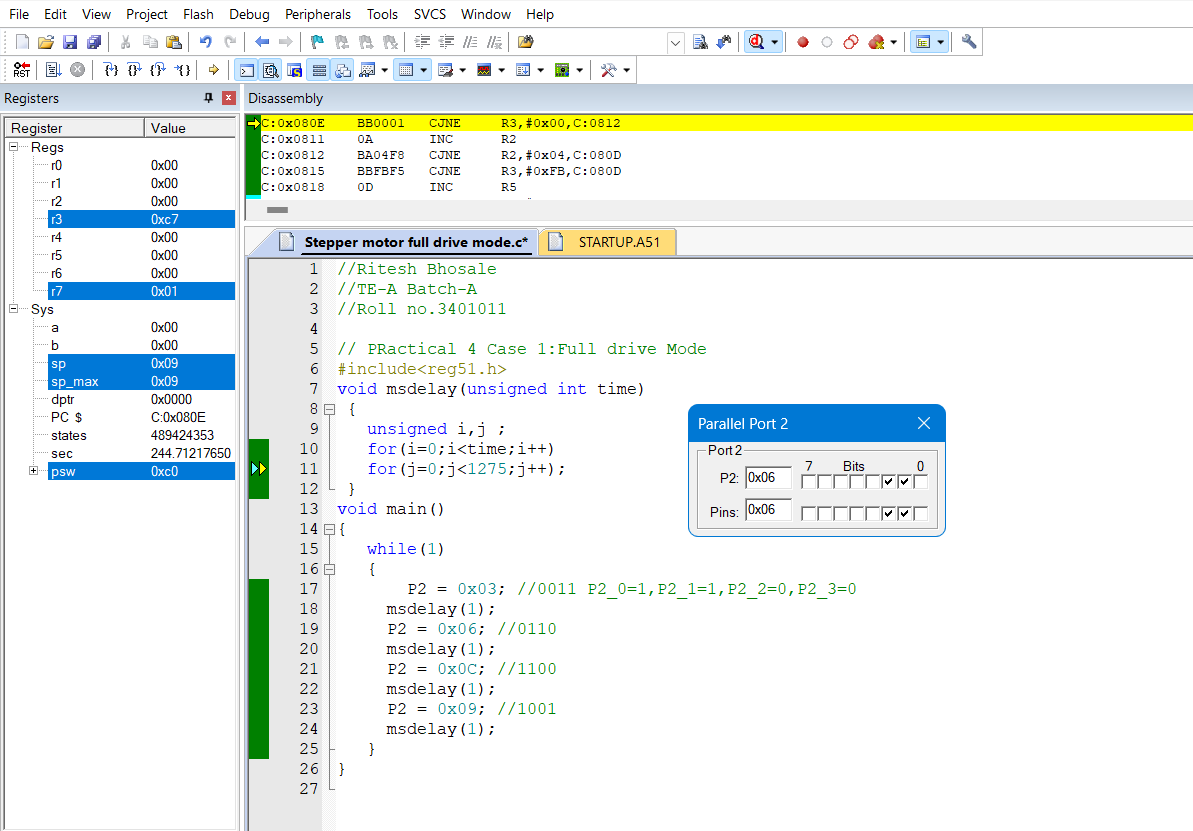 File Edit View Project Flash Debug Peripherals Tools SVCS Window Help
RST
Registers
Register Value
Regs
r0 0x00
r1 0x00
r2 0x00
r3 0xc7
r4 0x00
r5 0x00
r6 0x00
r7 0x01
Sys
a 0x00
b 0x00
sp 0x09
sp_max 0x09
dptr 0x0000
PC $ C:0x080E
states 489424353
sec 244.71217650
psw 0xc0
Disassembly
C:0x080E BB0001 CJNE R3,#0x00,C:0812
C:0x0811 0A INC R2
C:0x0812 BA04F8 CJNE R2,#0x04,C:080D
C:0x0815 BBFBF5 CJNE R3,#0xFB,C:080D
C:0x0818 0D INC R5
Stepper motor full drive mode.c* STARTUP.A51
1 //Ritesh Bhosale
2 //TE-A Batch-A
3 //Roll no.3401011
4
5 // PRactical 4 Case 1:Full drive Mode
6 #include<reg51.h>
7 void msdelay(unsigned int time)
8 {
9 unsigned i,j ;
10 for(i=0;i<time;i++)
11 for(j=0;j<1275;j++);
12 }
13 void main()
14 {
15 while(1)
16 {
17 P2 = 0x03; //0011 P2_0=1,P2_1=1,P2_2=0,P2_3=0
18 msdelay(1);
19 P2 = 0x06; //0110
20 msdelay(1);
21 P2 = 0x0C; //1100
22 msdelay(1);
23 P2 = 0x09; //1001
24 msdelay(1);
25 }
26 }
27
Parallel Port 2
Port 2
7 Bits 0
P2: 0x06
Pins: 0x06